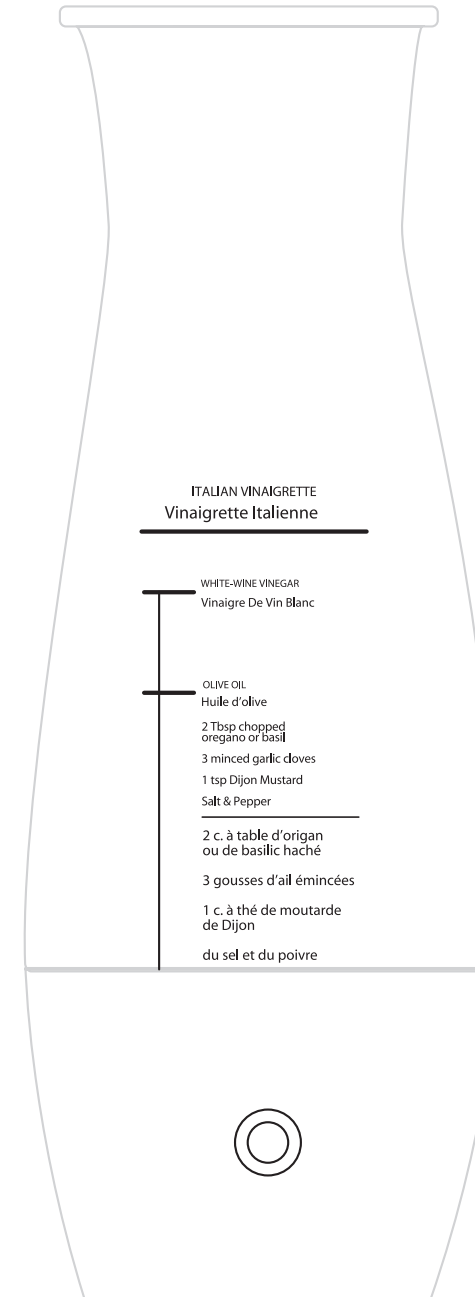 ITALIAN VINAIGRETTE
Vinaigrette Italienne
WHITE-WINE VINEGAR
Vinaigre De Vin Blanc
OLIVE OIL
Huile d'olive
2 Tbsp chopped
oregano or basil
3 minced garlic cloves
1 tsp Dijon Mustard
Salt & Pepper
2 c. à table d'origan
ou de basilic haché
3 gousses d'ail émincées
1 c. à thé de moutarde
de Dijon
du sel et du poivre